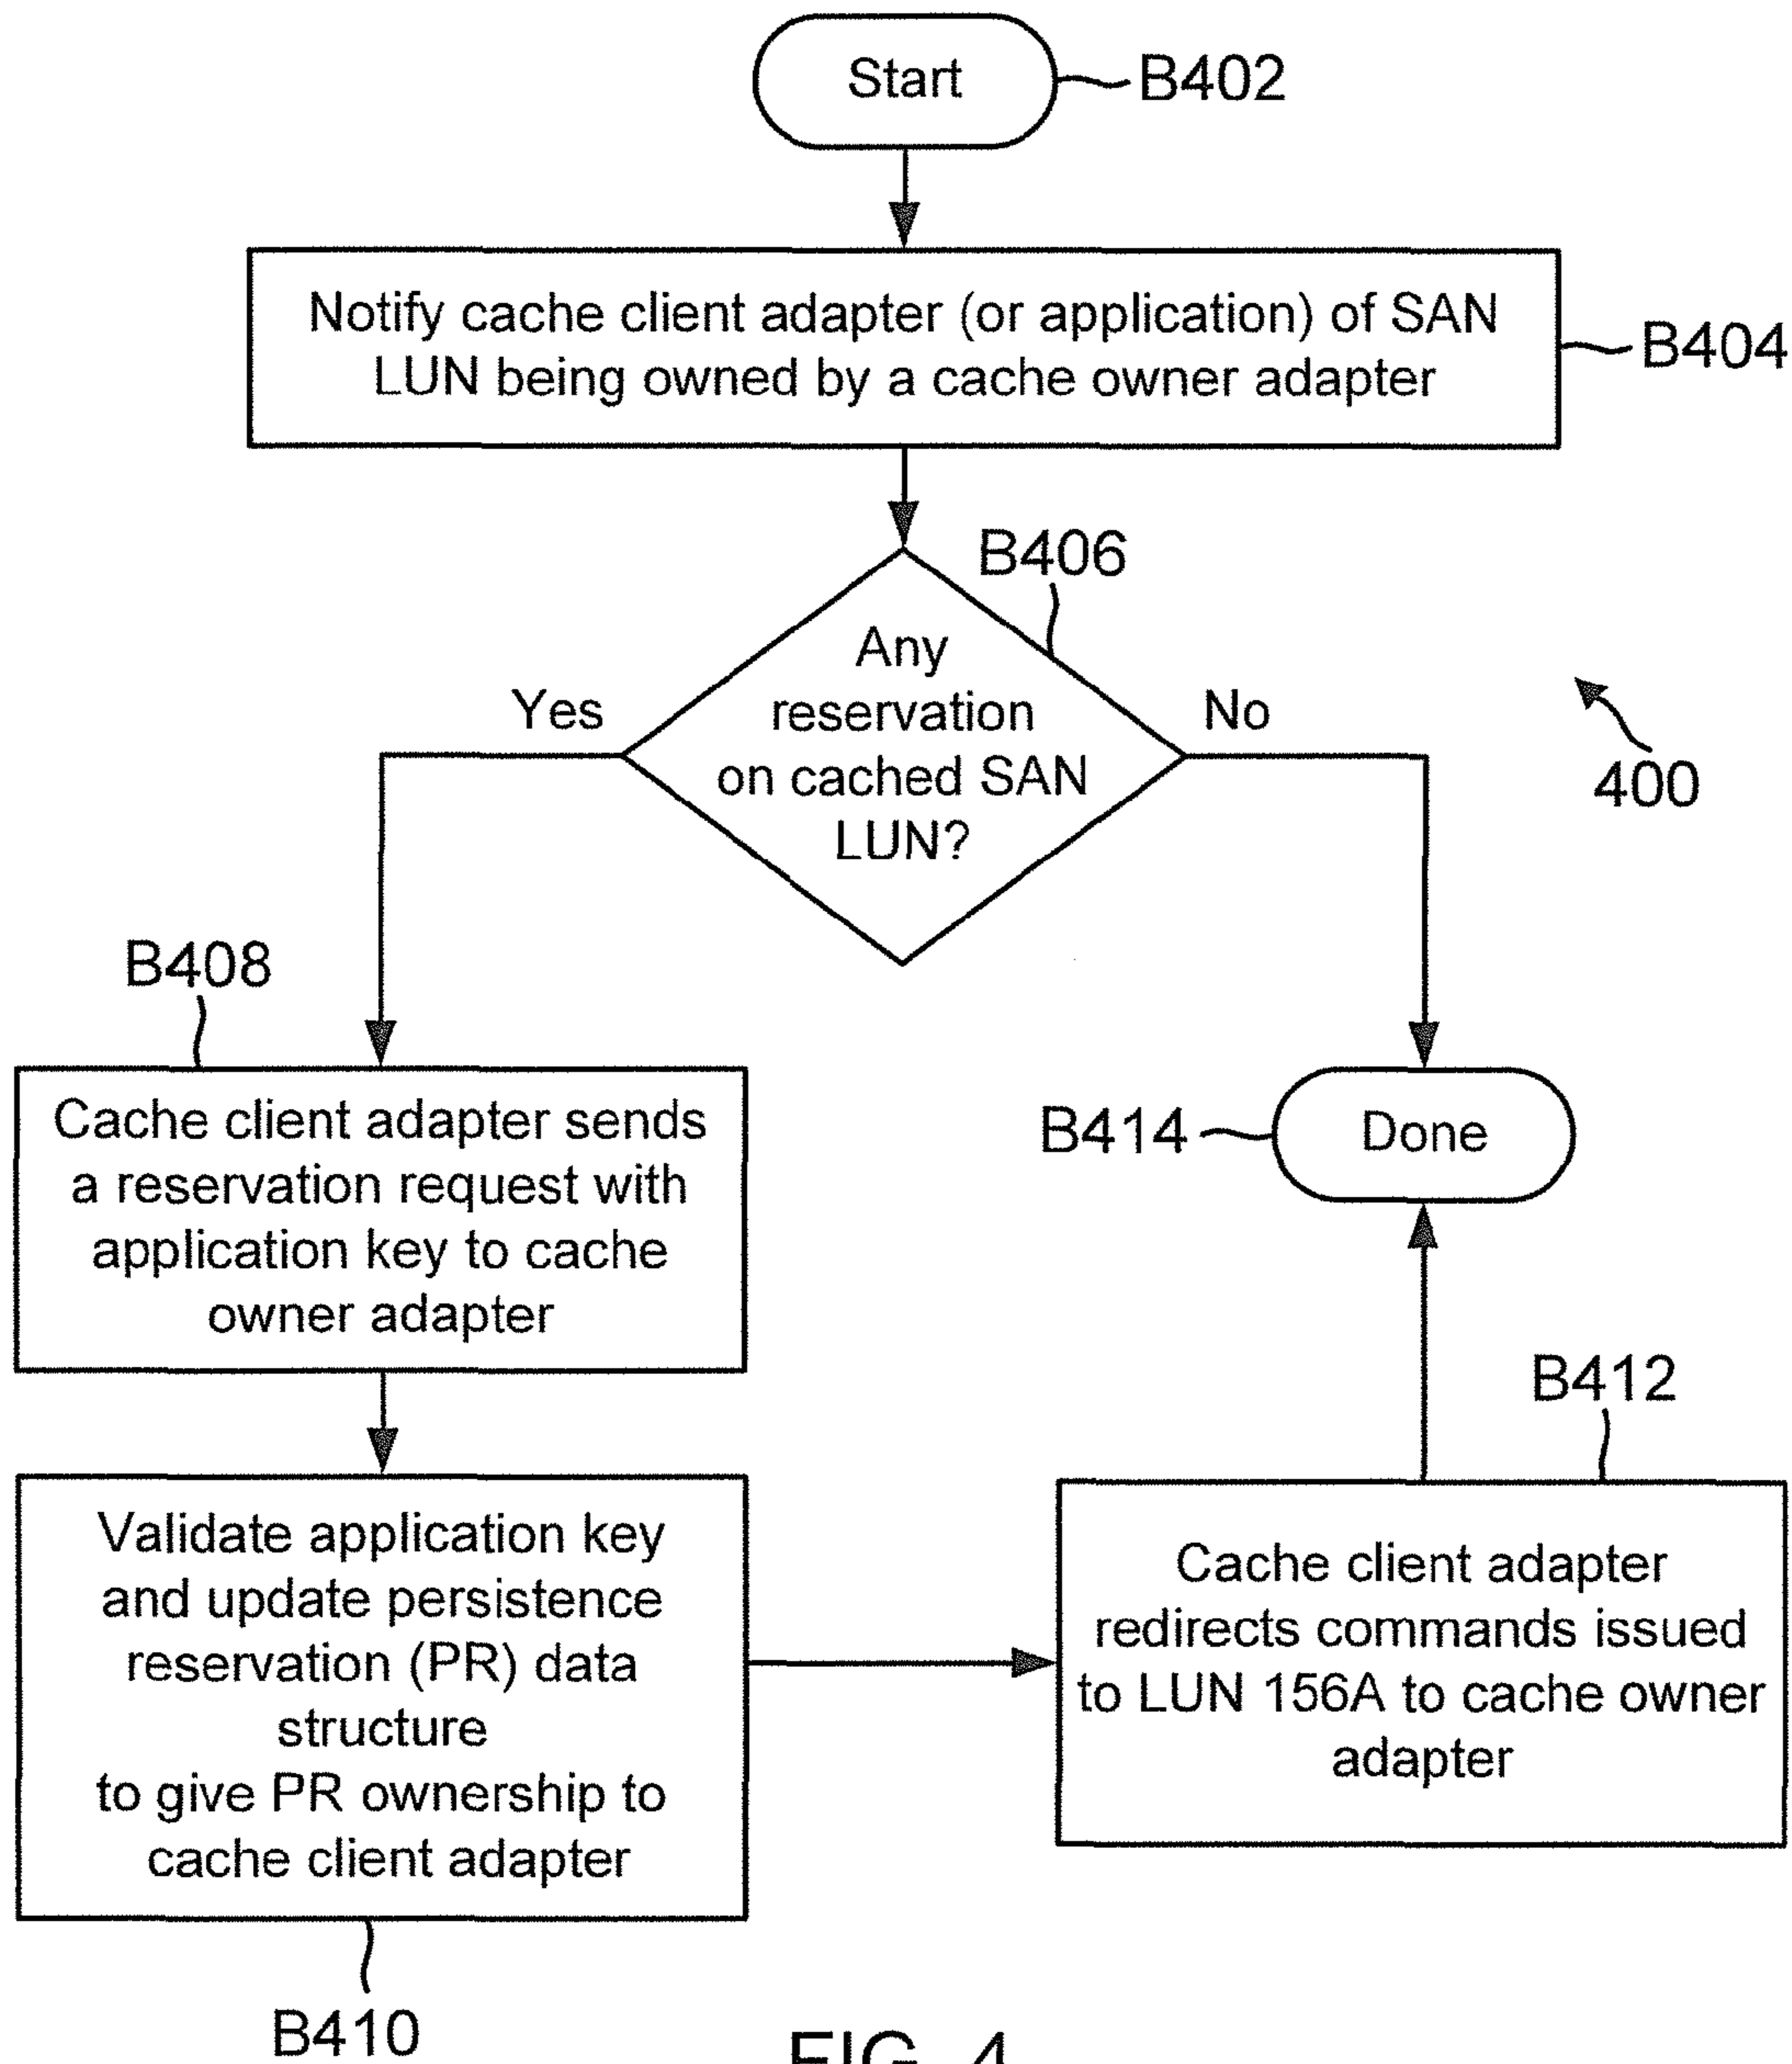 Start
B402
Notify cache client adapter (or application) of SAN
LUN being owned by a cache owner adapter
B404
B406
Any
reservation
on cached SAN
LUN?
Yes
No
400
B408
Cache client adapter sends
a reservation request with
application key to cache
owner adapter
B414
Done
B412
Validate application key
and update persistence
reservation (PR) data
structure
to give PR ownership to
cache client adapter
Cache client adapter
redirects commands issued
to LUN 156A to cache owner
adapter
B410
FIG. 4